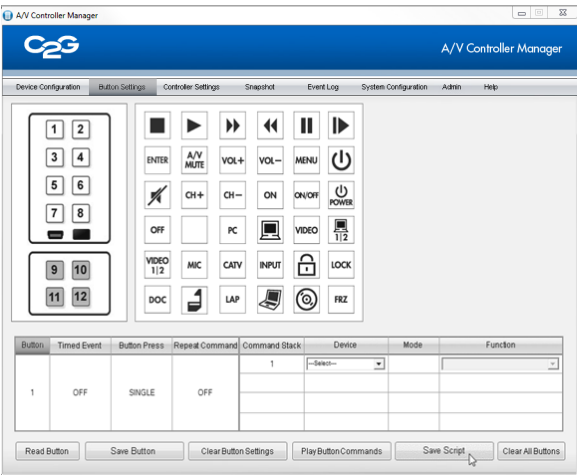 A/V Controller Manager
C2G
A/V Controller Manager
Device Configuration Button Settings Controller Settings Snapshot Event Log System Configuration Admin Help
1 2
3 4
5 6
7 8
9 10
11 12
ENTER A/V MUTE VOL+ VOL− MENU
CH+ CH− ON ON/OFF POWER
OFF PC VIDEO 1|2
VIDEO 1|2 MIC CATV INPUT LOCK
DOC LAP FRZ
Button Timed Event Button Press Repeat Command Command Stack Device Mode Function
1 OFF SINGLE OFF 1 ---Select---
Read Button Save Button Clear Button Settings Play Button Commands Save Script Clear All Buttons